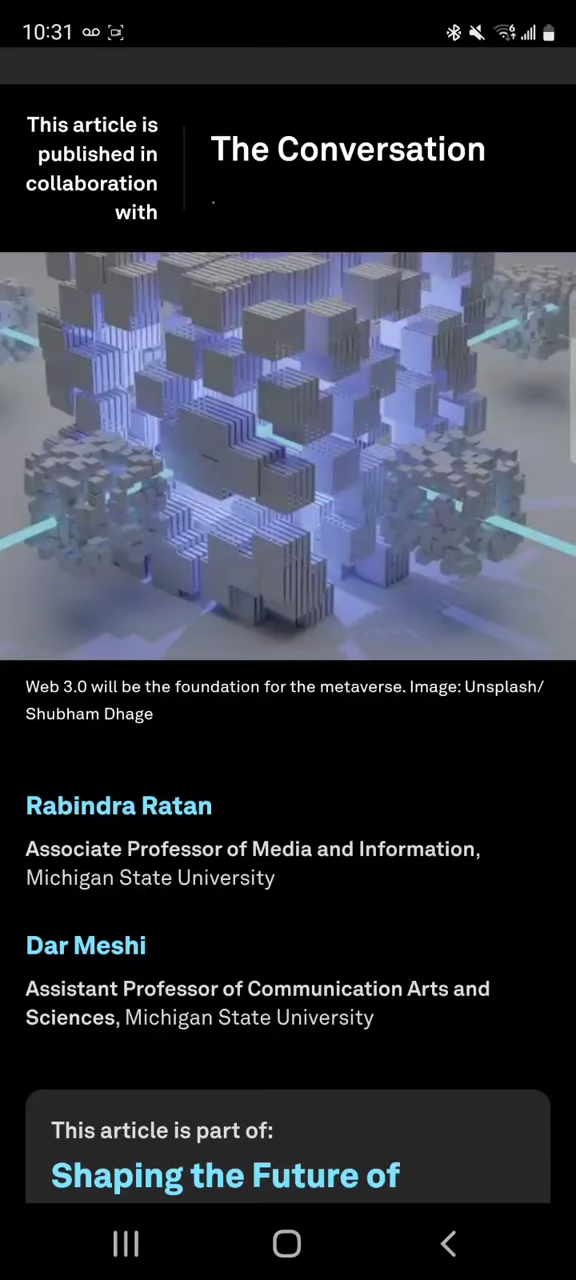 10:31
This article is
published in
collaboration
with
The Conversation
.
Web 3.0 will be the foundation for the metaverse. Image: Unsplash/
Shubham Dhage
Rabindra Ratan
Associate Professor of Media and Information,
Michigan State University
Dar Meshi
Assistant Professor of Communication Arts and
Sciences, Michigan State University
This article is part of:
Shaping the Future of